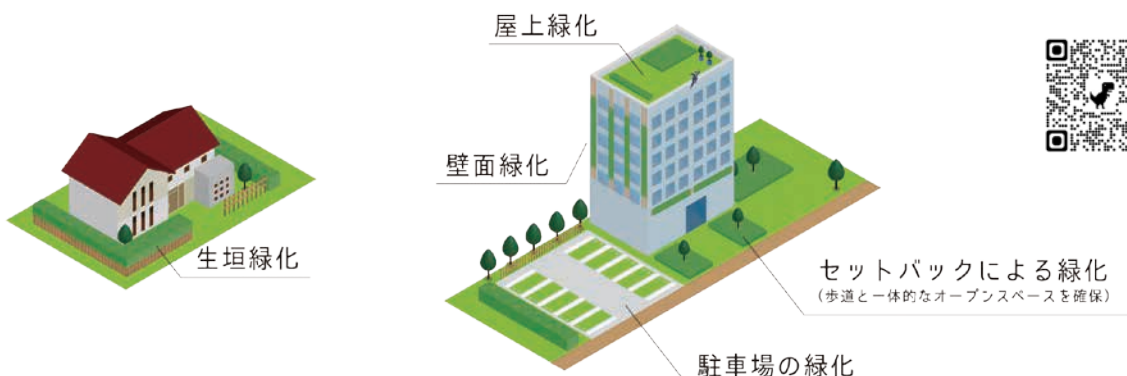 屋上緑化
壁面緑化
生垣緑化
セットバックによる緑化
（歩道と一体的なオープンスペースを確保）
駐車場の緑化